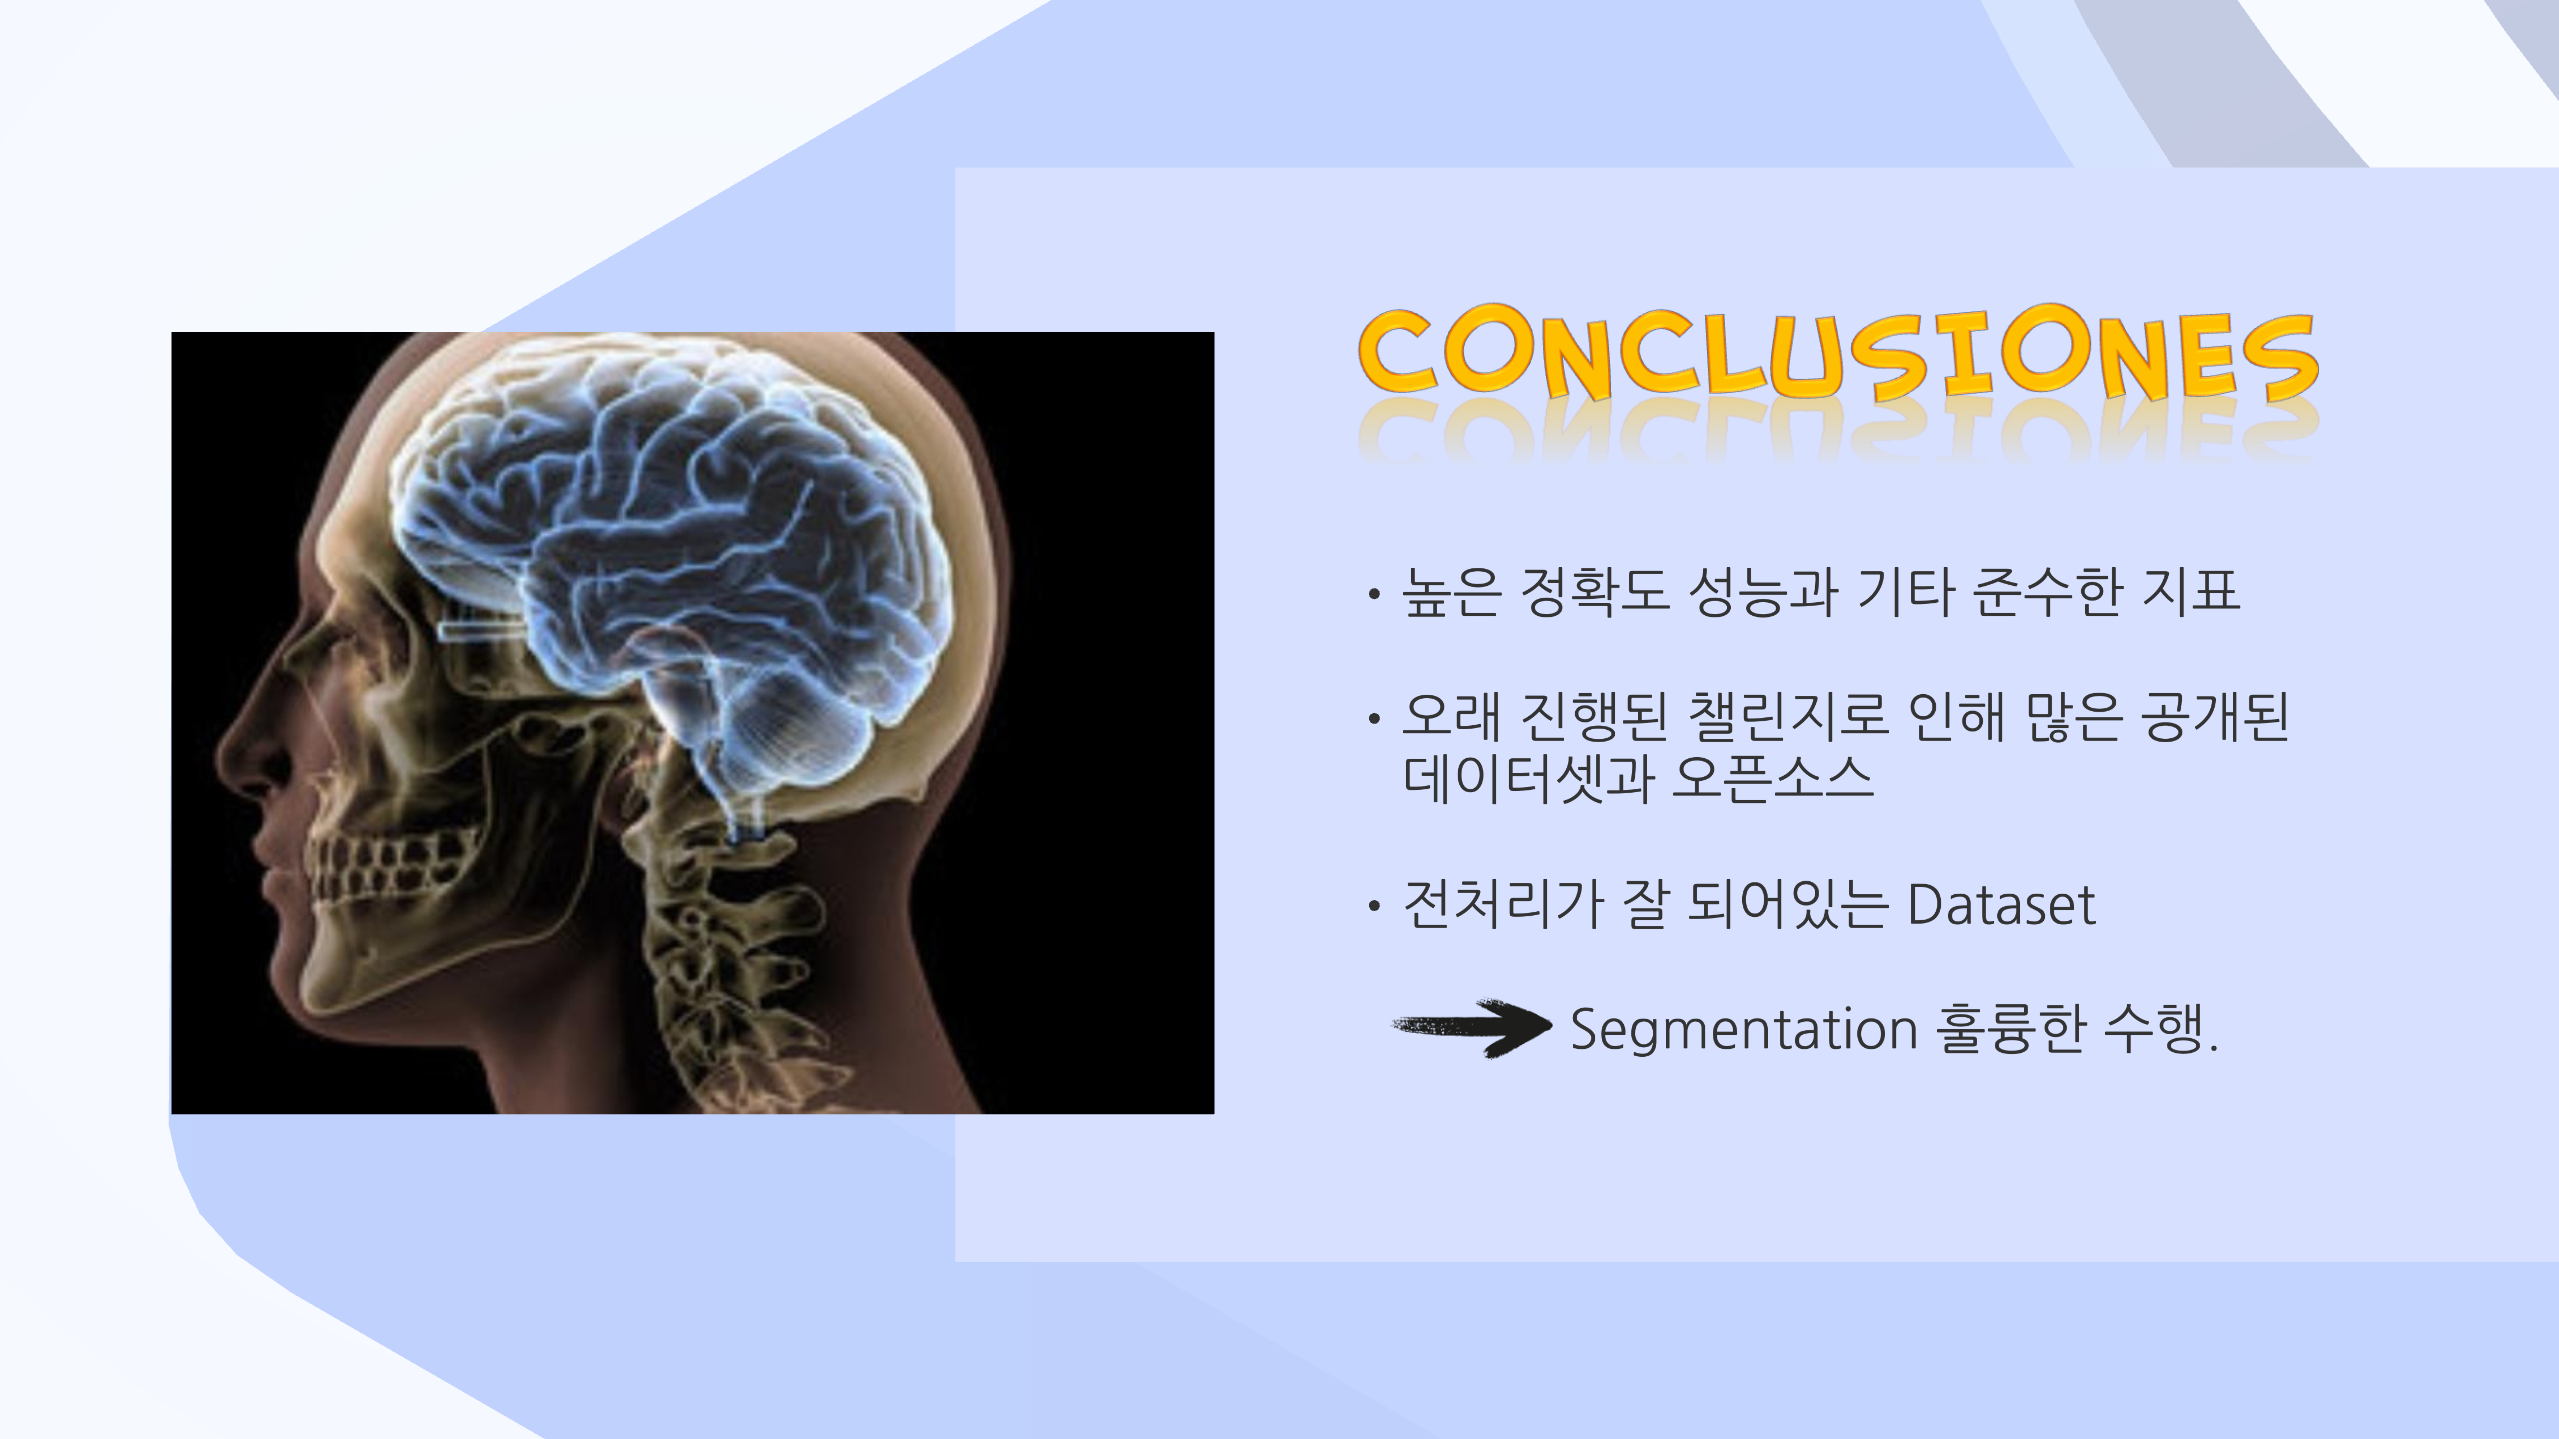 CONCLUSIONES
• 높은 정확도 성능과 기타 준수한 지표
• 오래 진행된 챌린지로 인해 많은 공개된
데이터셋과 오픈소스
• 전처리가 잘 되어있는 Dataset
Segmentation 훌륭한 수행.